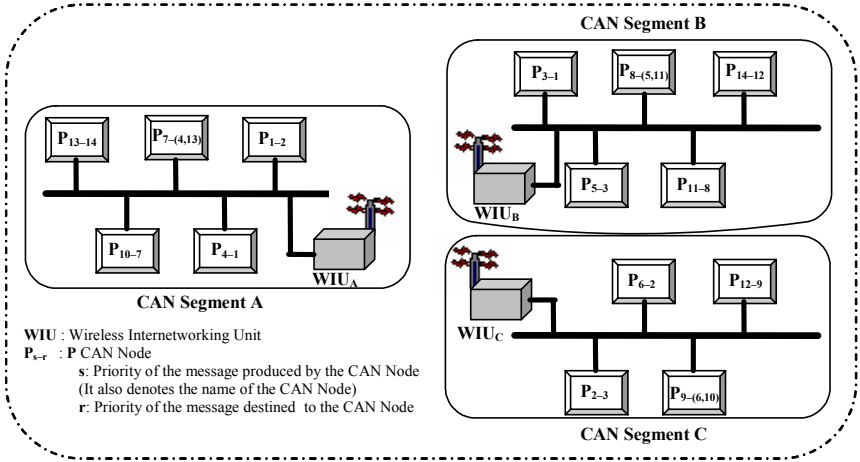 CAN Segment B
P3–1
P8–(5,11)
P14–12
WIUB
P5–3
P11–8
P13–14
P7–(4,13)
P1–2
P10–7
P4–1
WIUA
CAN Segment A
P6–2
P12–9
WIUC
P2–3
P9–(6,10)
CAN Segment C
WIU : Wireless Internetworking Unit
Ps–r : P CAN Node
s: Priority of the message produced by the CAN Node
(It also denotes the name of the CAN Node)
r: Priority of the message destined to the CAN Node